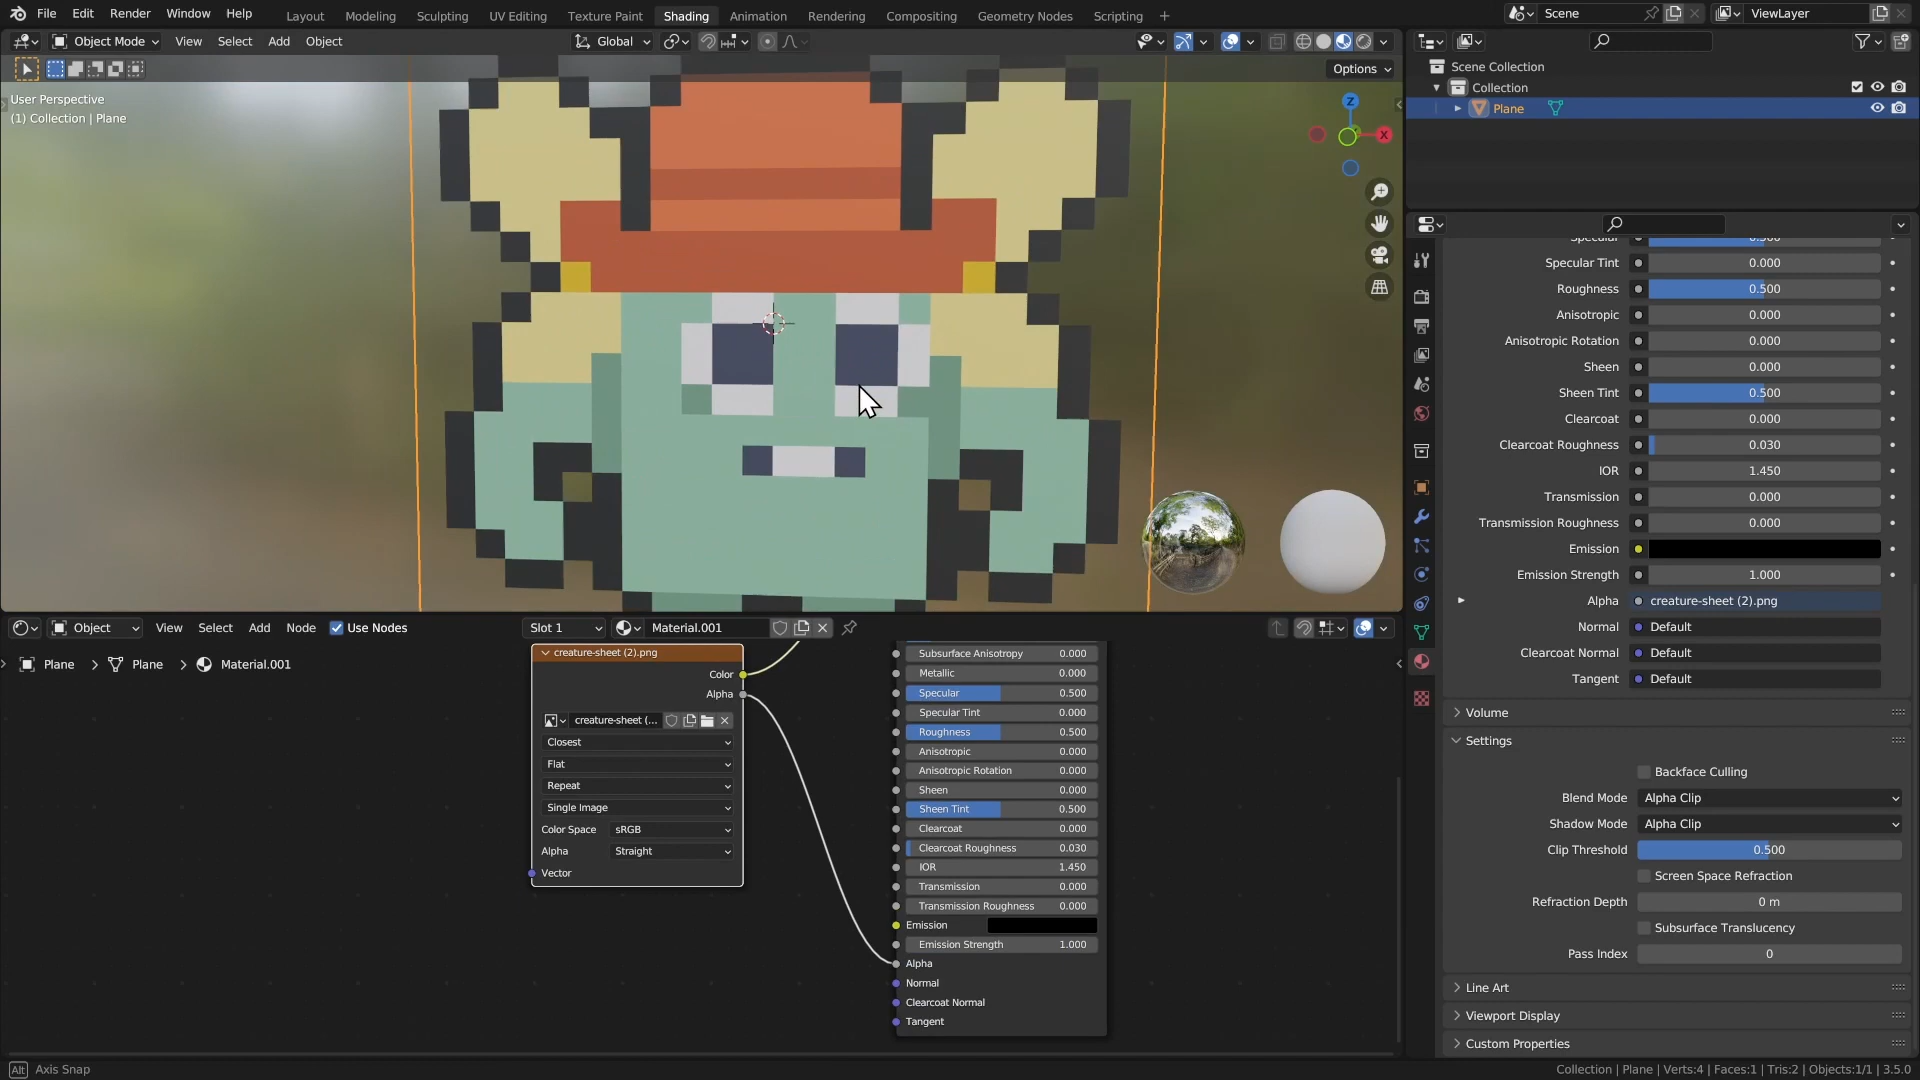 File Edit Render Window Help Layout Modeling Sculpting UV Editing Texture Paint Shading Animation Rendering Compositing Geometry Nodes Scripting + Scene ViewLayer
Object Mode View Select Add Object Global
Options
User Perspective
(1) Collection | Plane
Z
X
Scene Collection
Collection
Plane
Specular 0.500
Specular Tint 0.000
Roughness 0.500
Anisotropic 0.000
Anisotropic Rotation 0.000
Sheen 0.000
Sheen Tint 0.500
Clearcoat 0.000
Clearcoat Roughness 0.030
IOR 1.450
Transmission 0.000
Transmission Roughness 0.000
Emission
Emission Strength 1.000
Alpha creature-sheet (2).png
Normal Default
Clearcoat Normal Default
Tangent Default
Volume
Settings
Backface Culling
Blend Mode Alpha Clip
Shadow Mode Alpha Clip
Clip Threshold 0.500
Screen Space Refraction
Refraction Depth 0 m
Subsurface Translucency
Pass Index 0
Line Art
Viewport Display
Custom Properties
Object View Select Add Node Use Nodes Slot 1 Material.001
Plane > Plane > Material.001
creature-sheet (2).png
Color
Alpha
creature-sheet (...
Closest
Flat
Repeat
Single Image
Color Space sRGB
Alpha Straight
Vector
Subsurface Anisotropy 0.000
Metallic 0.000
Specular 0.500
Specular Tint 0.000
Roughness 0.500
Anisotropic 0.000
Anisotropic Rotation 0.000
Sheen 0.000
Sheen Tint 0.500
Clearcoat 0.000
Clearcoat Roughness 0.030
IOR 1.450
Transmission 0.000
Transmission Roughness 0.000
Emission
Emission Strength 1.000
Alpha
Normal
Clearcoat Normal
Tangent
Alt Axis Snap
Collection | Plane | Verts:4 | Faces:1 | Tris:2 | Objects:1/1 | 3.5.0